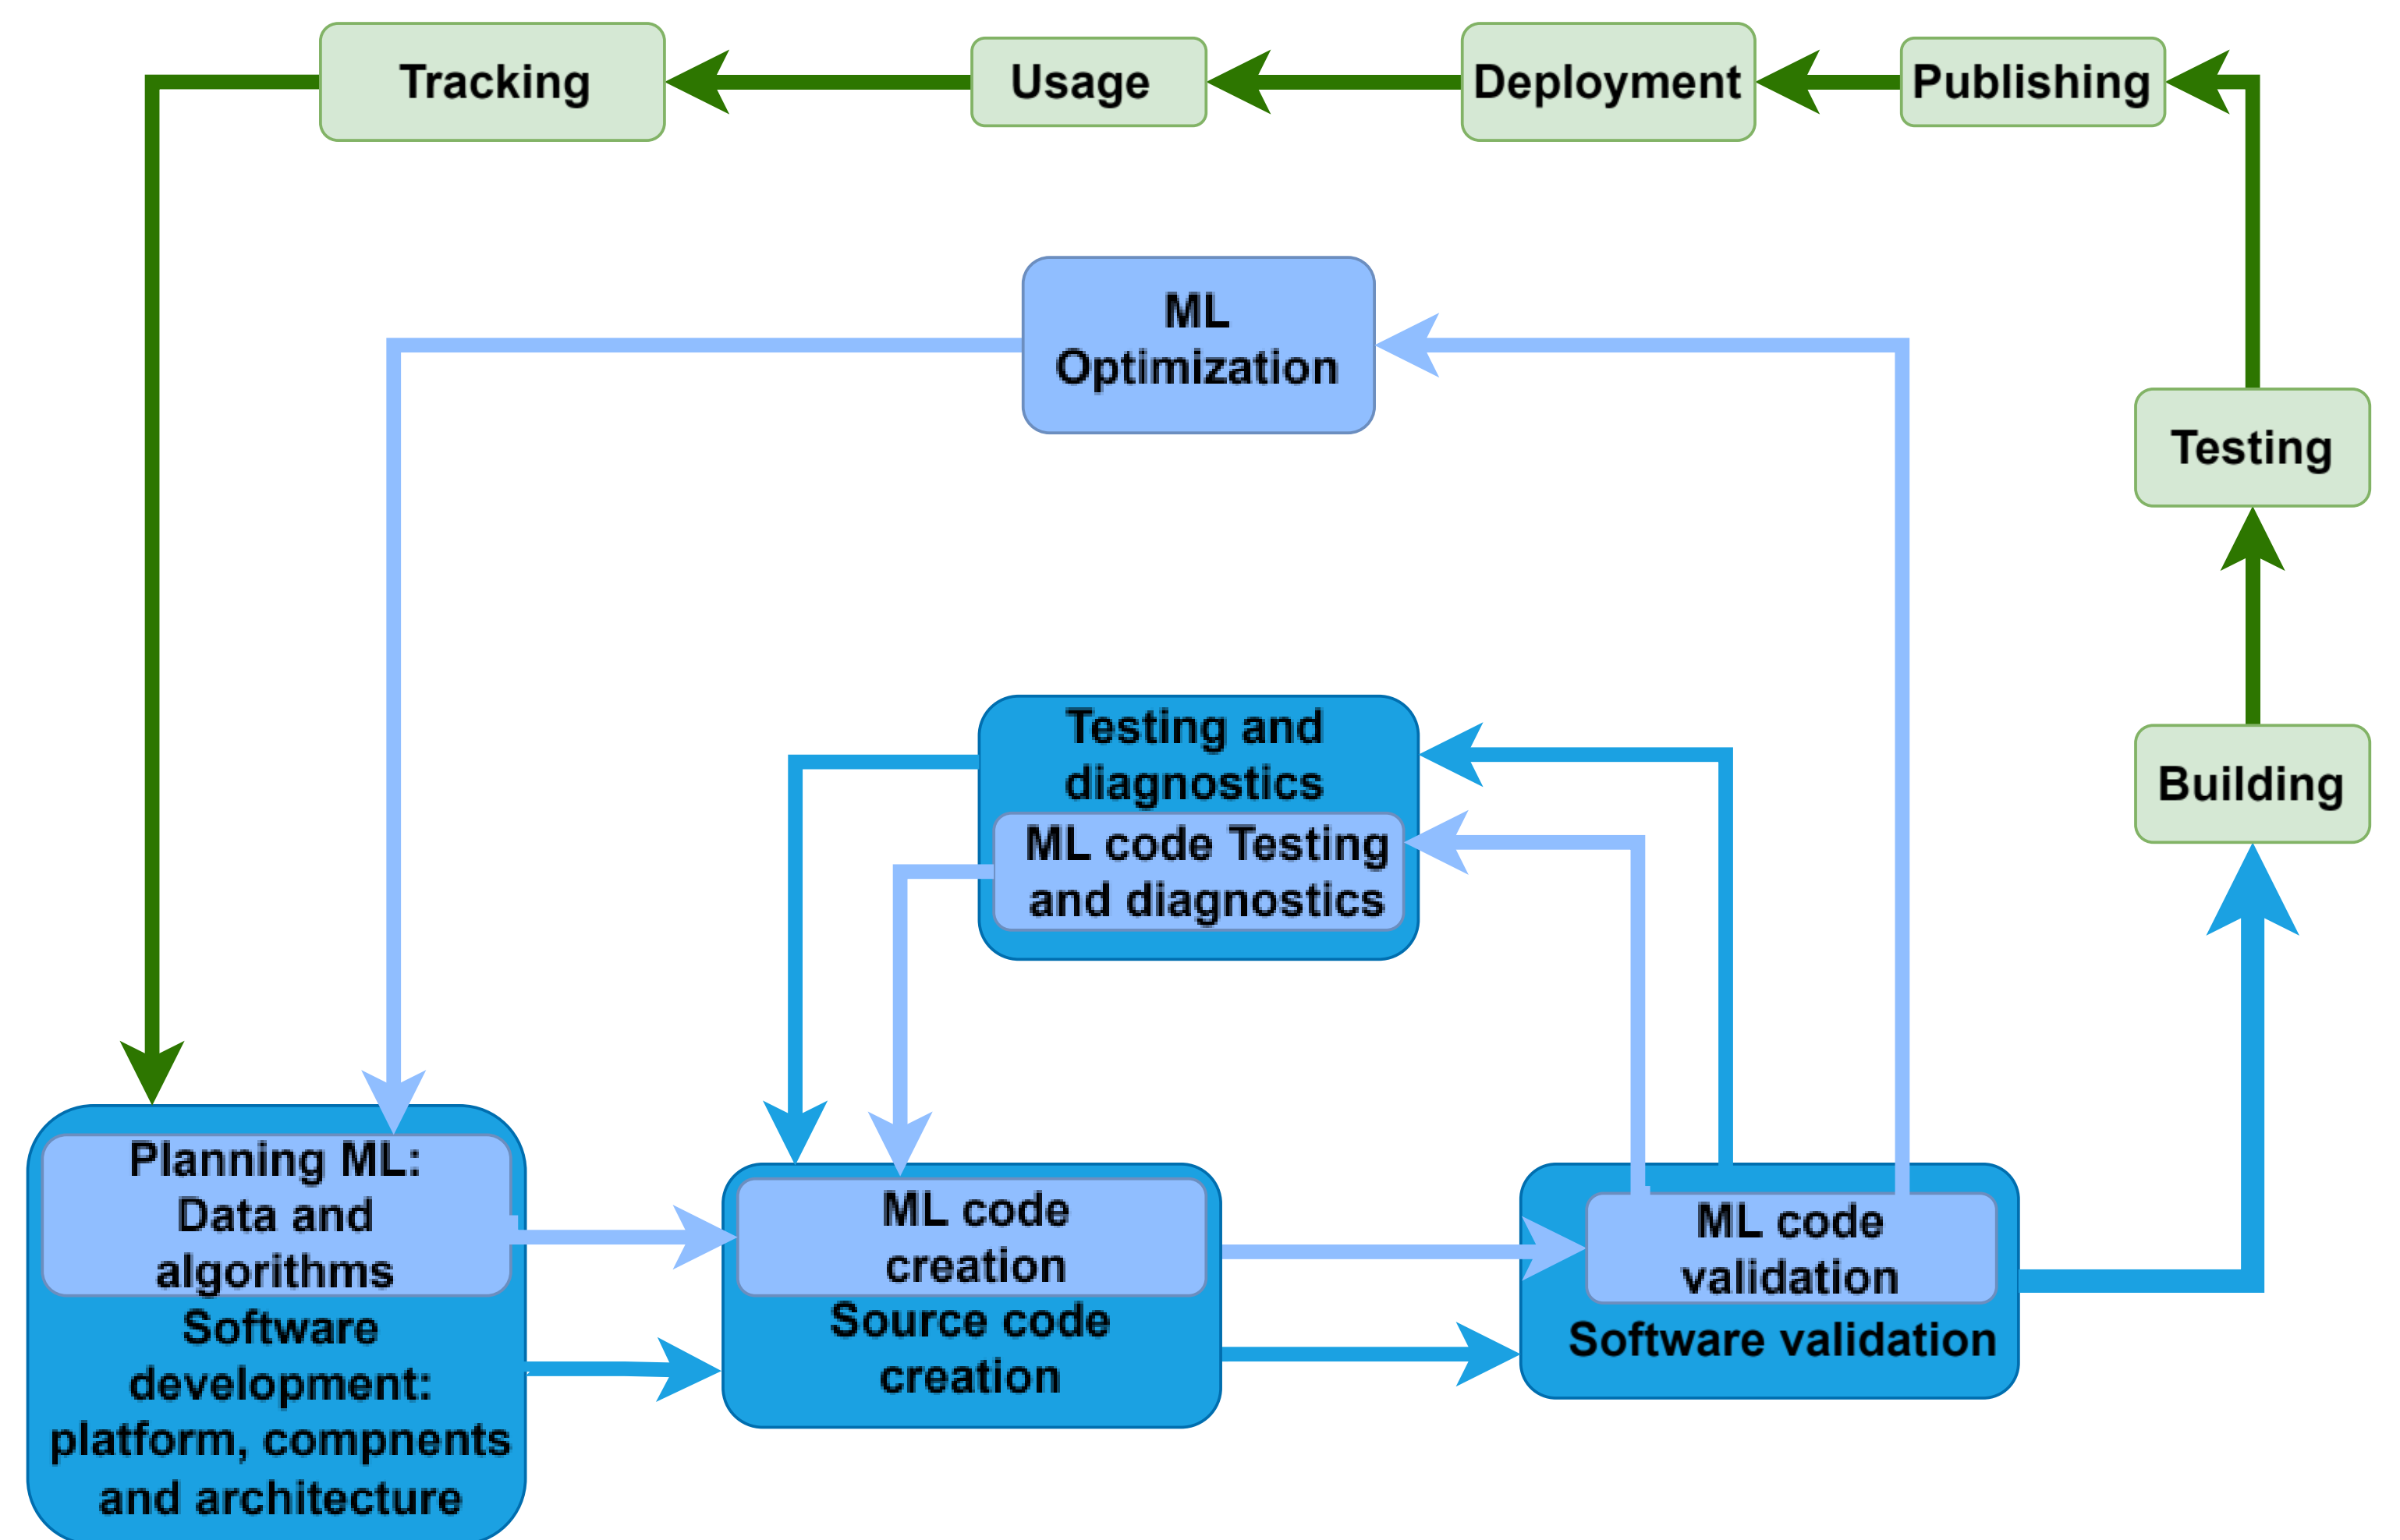 Tracking
Usage
Deployment
Publishing
ML
Optimization
Testing
Testing and
diagnostics
ML code Testing
and diagnostics
Building
Planning ML:
Data and
algorithms
Software
development:
platform, compnents
and architecture
ML code
creation
Source code
creation
ML code
validation
Software validation